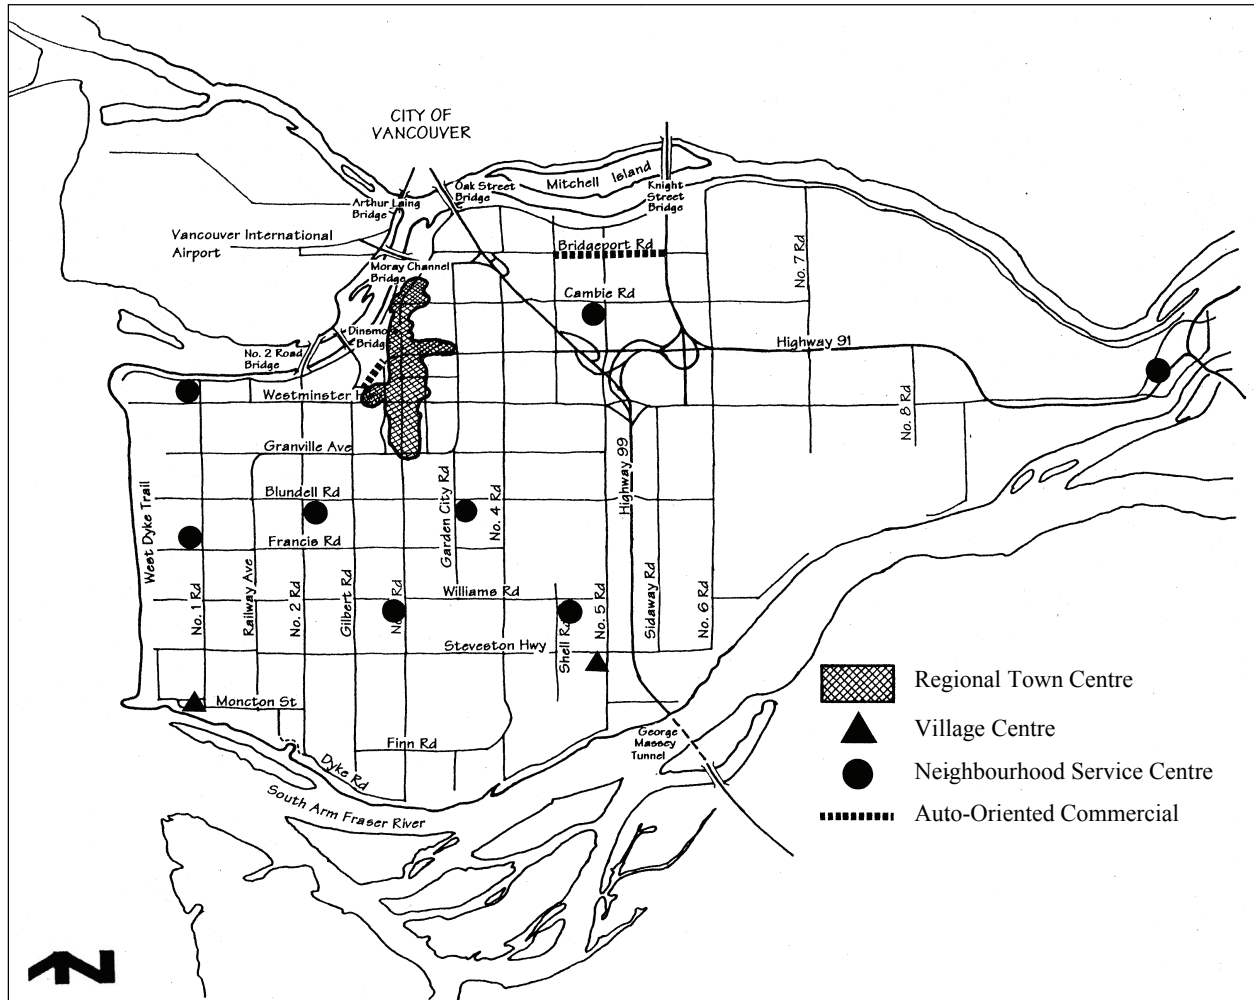 CITY OF
VANCOUVER
Mitchell Island
Oak Street
Bridge
Knight
Street
Bridge
Arthur Laing
Bridge
Vancouver International
Airport
Bridgeport Rd
No. 7 Rd
Moray Channel
Bridge
Cambie Rd
Dinsmore
Bridge
Highway 91
No. 2 Road
Bridge
Westminster H
No. 8 Rd
Granville Ave
Highway 99
Garden City Rd
Blundell Rd
No. 4 Rd
West Dyke Trail
Francis Rd
Williams Rd
No. 1 Rd
Railway Ave
No. 2 Rd
Gilbert Rd
Rd
No. 5 Rd
Sidaway Rd
No. 6 Rd
Steveston Hwy
Shell Rd
Moncton St
Finn Rd
George
Massey
Tunnel
Dyke Rd
South Arm Fraser River
Regional Town Centre
Village Centre
Neighbourhood Service Centre
Auto-Oriented Commercial
N